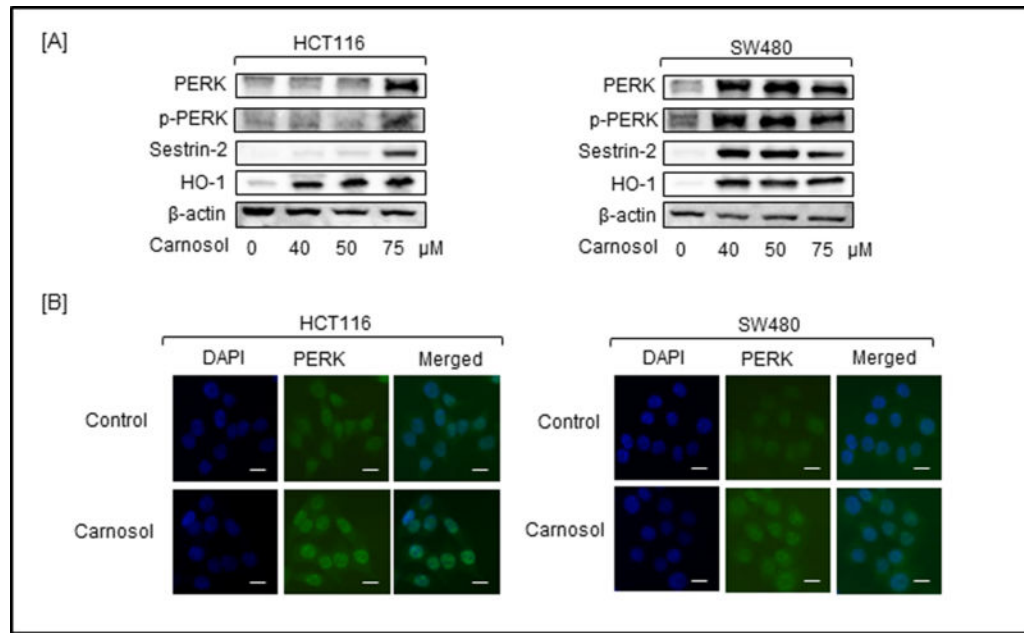 [A]
HCT116
PERK
p-PERK
Sestrin-2
HO-1
β-actin
Carnosol 0 40 50 75 μM
SW480
PERK
p-PERK
Sestrin-2
HO-1
β-actin
Carnosol 0 40 50 75 μM
[B]
HCT116
DAPI PERK Merged
Control
Carnosol
SW480
DAPI PERK Merged
Control
Carnosol